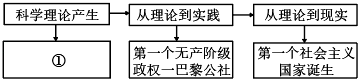 科学理论产生
从理论到实践
从理论到现实
①
第一个无产阶级
政权一巴黎公社
第一个社会主义
国家诞生